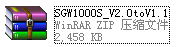 SGW1000S_V2.0toV1.1
WinRAR ZIP 压缩文件
2,458 KB